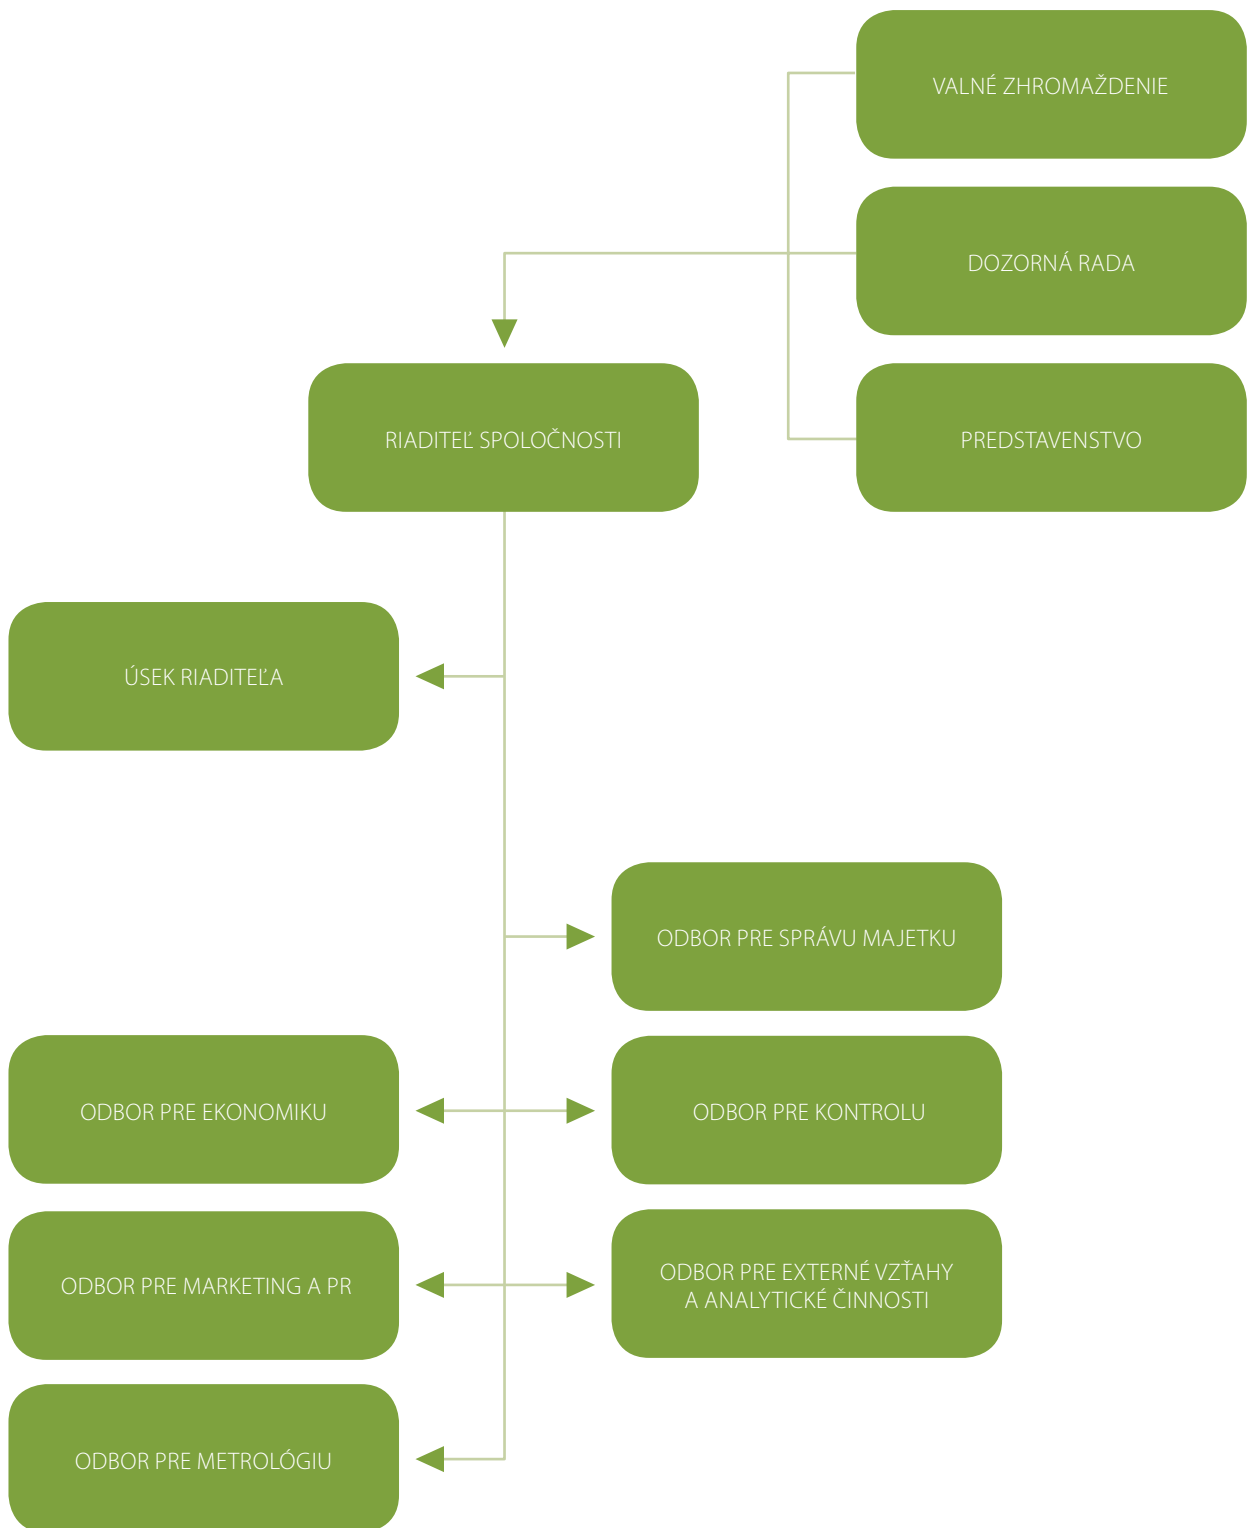 VALNÉ ZHROMAŽDENIE
DOZORNÁ RADA
RIADITEĽ SPOLOČNOSTI
PREDSTAVENSTVO
ÚSEK RIADITEĽA
ODBOR PRE SPRÁVU MAJETKU
ODBOR PRE EKONOMIKU
ODBOR PRE KONTROLU
ODBOR PRE MARKETING A PR
ODBOR PRE EXTERNÉ VZŤAHY
A ANALYTICKÉ ČINNOSTI
ODBOR PRE METROLÓGIU